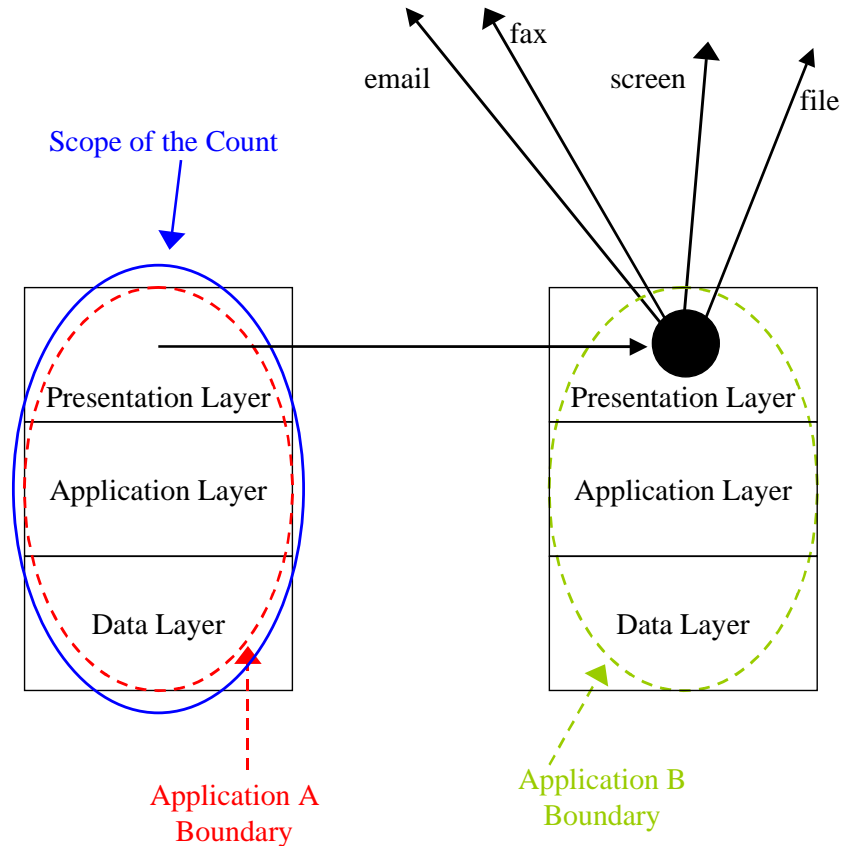 fax
email
screen
file
Scope of the Count
Presentation Layer
Presentation Layer
Application Layer
Application Layer
Data Layer
Data Layer
Application A
Boundary
Application B
Boundary